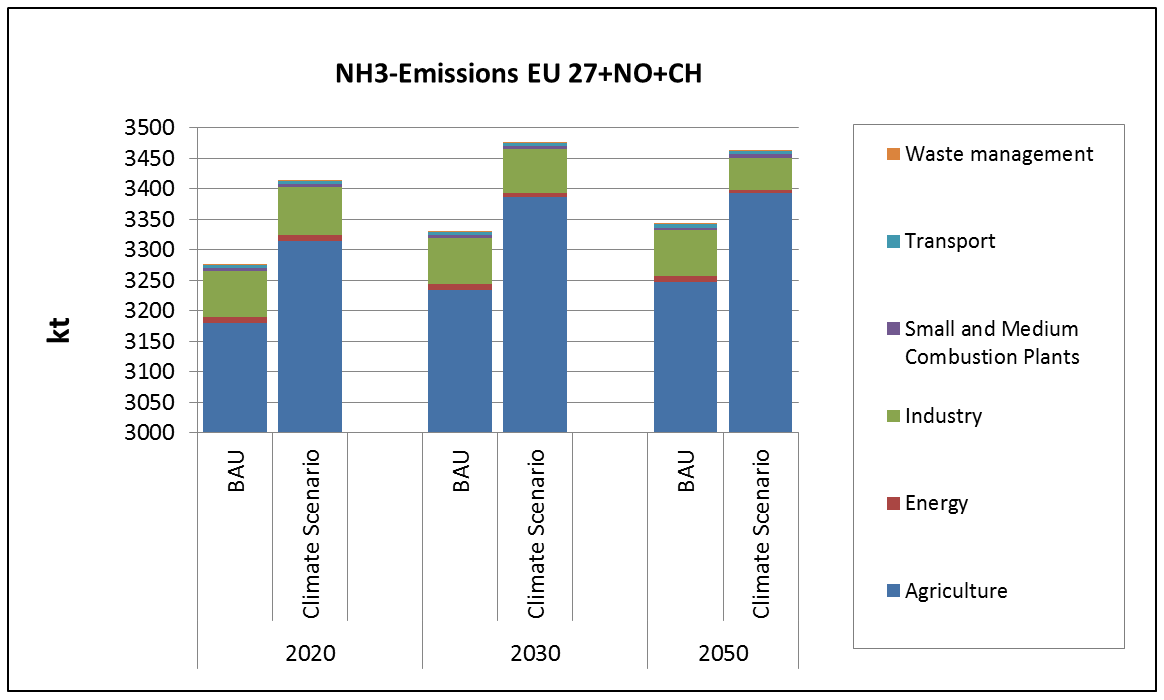 NH3-Emissions EU 27+NO+CH
3500
3450
3400
3350
3300
3250
3200
3150
3100
3050
3000
kt
BAU
Climate Scenario
BAU
Climate Scenario
BAU
Climate Scenario
2020
2030
2050
Waste management
Transport
Small and Medium
Combustion Plants
Industry
Energy
Agriculture